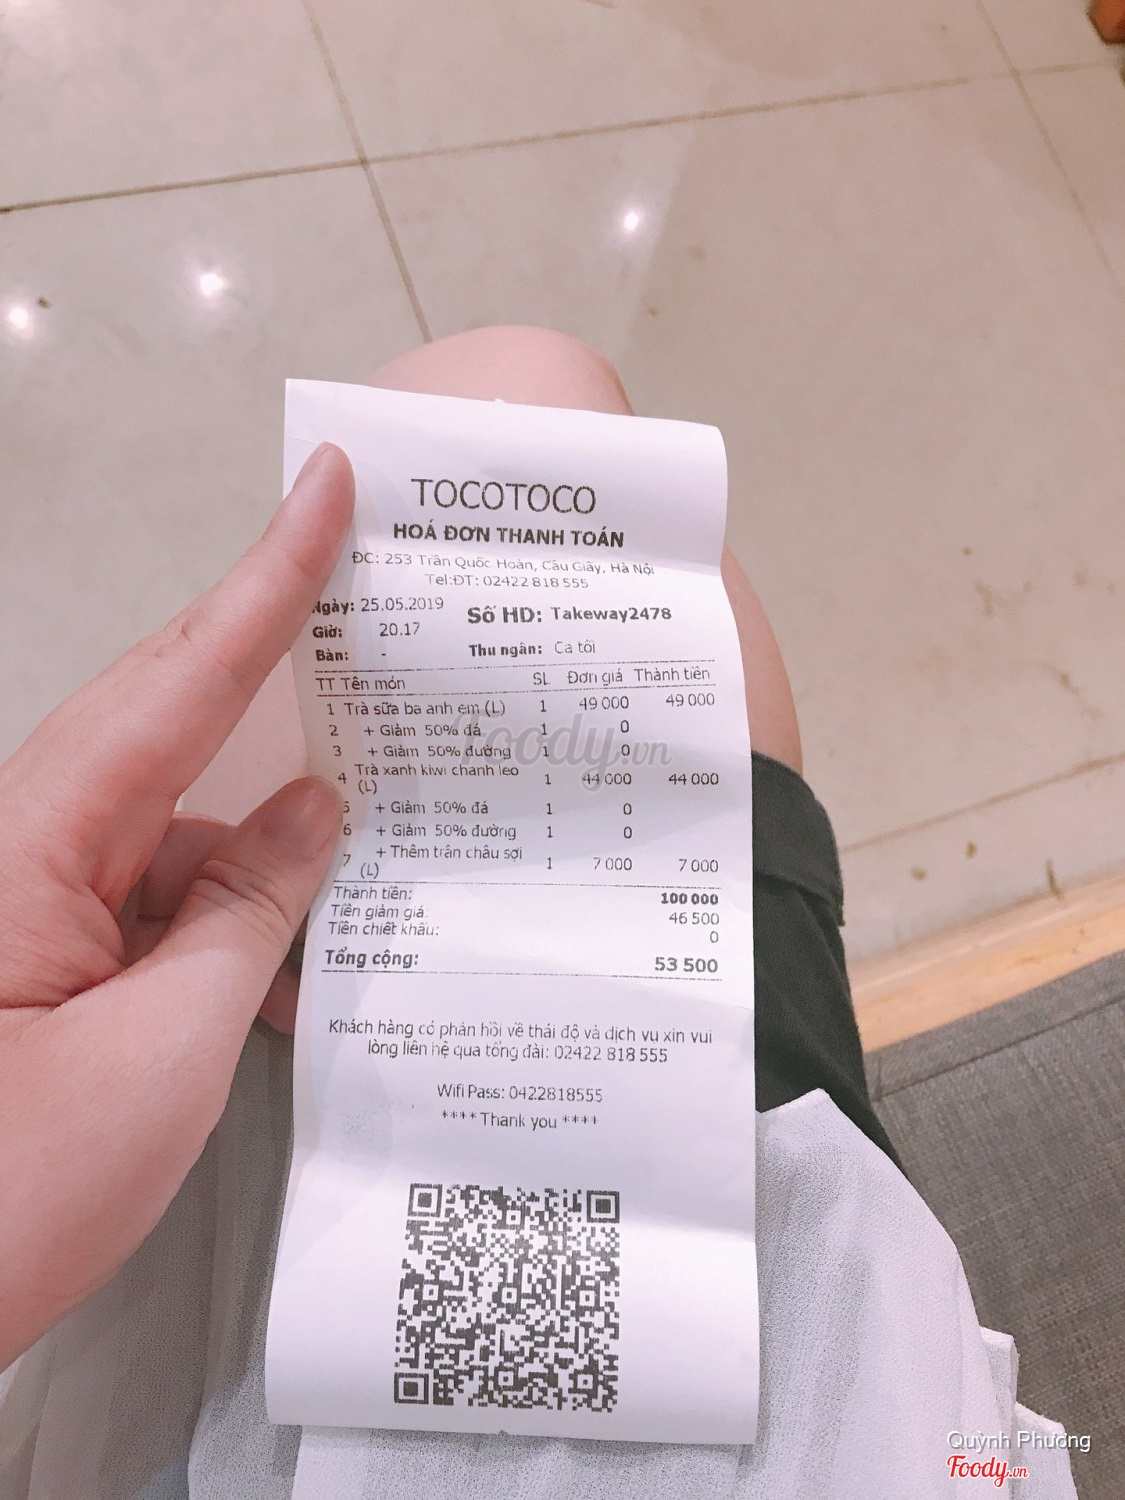 TOCOTOCO
HOÁ ĐƠN THANH TOÁN
ĐC: 253 Trần Quốc Hoàn, Cầu Giấy, Hà Nội
Tel:ĐT: 02422 818 555
Ngày: 25.05.2019 Số HD: Takeway2478
Giờ: 20.17
Bàn: - Thu ngân: Ca tối
TT Tên món SL Đơn giá Thành tiền
1 Trà sữa ba anh em (L) 1 49 000 49 000
2 + Giảm 50% đá 1 0
3 + Giảm 50% đường 1 0
4 Trà xanh kiwi chanh leo (L) 1 44 000 44 000
5 + Giảm 50% đá 1 0
6 + Giảm 50% đường 1 0
7 + Thêm trân châu sợi (L) 1 7 000 7 000
Thành tiền: 100 000
Tiền giảm giá: 46 500
Tiền chiết khấu: 0
Tổng cộng: 53 500
Khách hàng có phản hồi về thái độ và dịch vụ xin vui
lòng liên hệ qua tổng đài: 02422 818 555
Wifi Pass: 0422818555
****Thank you ****
Foody.vn
Quỳnh Phương
Foody.vn